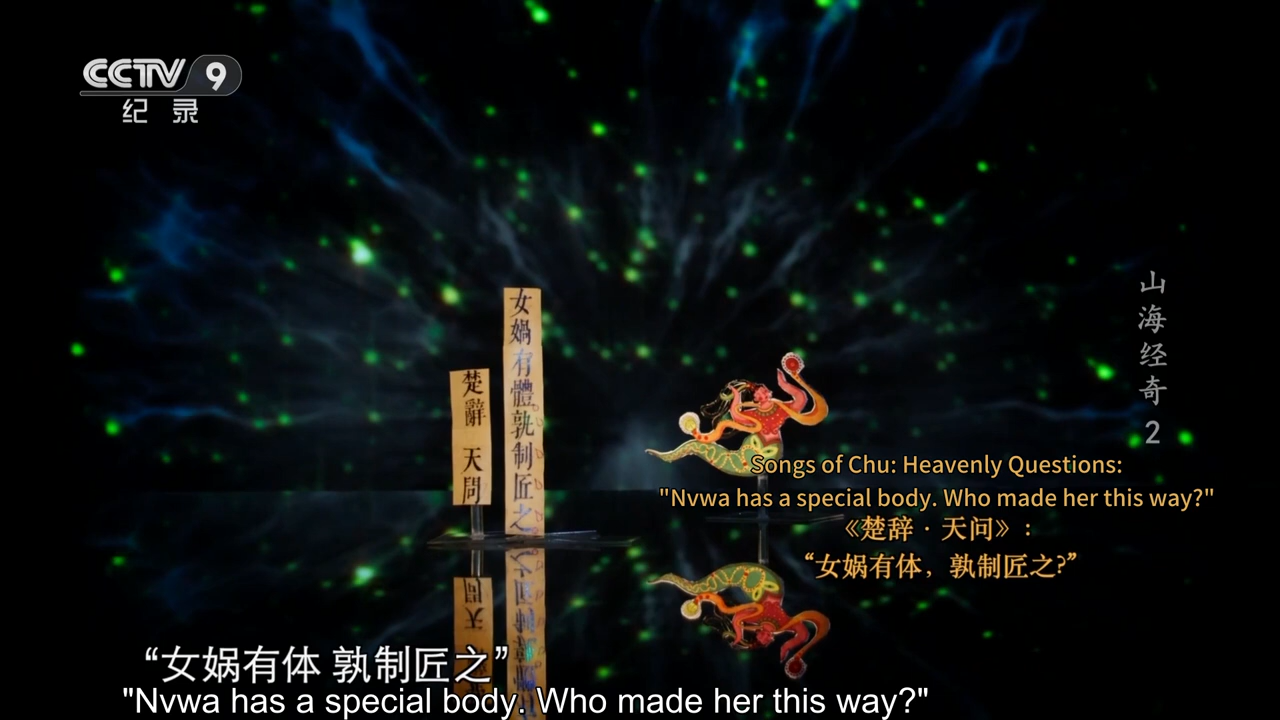 CCTV 9
纪录
山海经奇2
女媧有體孰制匠之
楚辭 天問
Songs of Chu: Heavenly Questions:
"Nvwa has a special body. Who made her this way?"
《楚辞·天问》:
“女娲有体，孰制匠之?”
“女娲有体 孰制匠之”
"Nvwa has a special body. Who made her this way?"